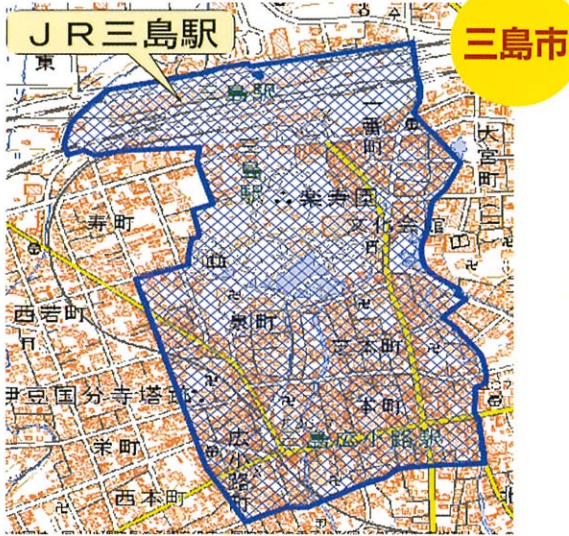 JR三島駅
三島市
東
三島駅
一番町
大宮町
三島駅
楽寿園
寿町
文化会館
西若町
泉町
芝本町
伊豆国分寺塔跡
本町
三島広小路駅
栄町
広小路町
西本町